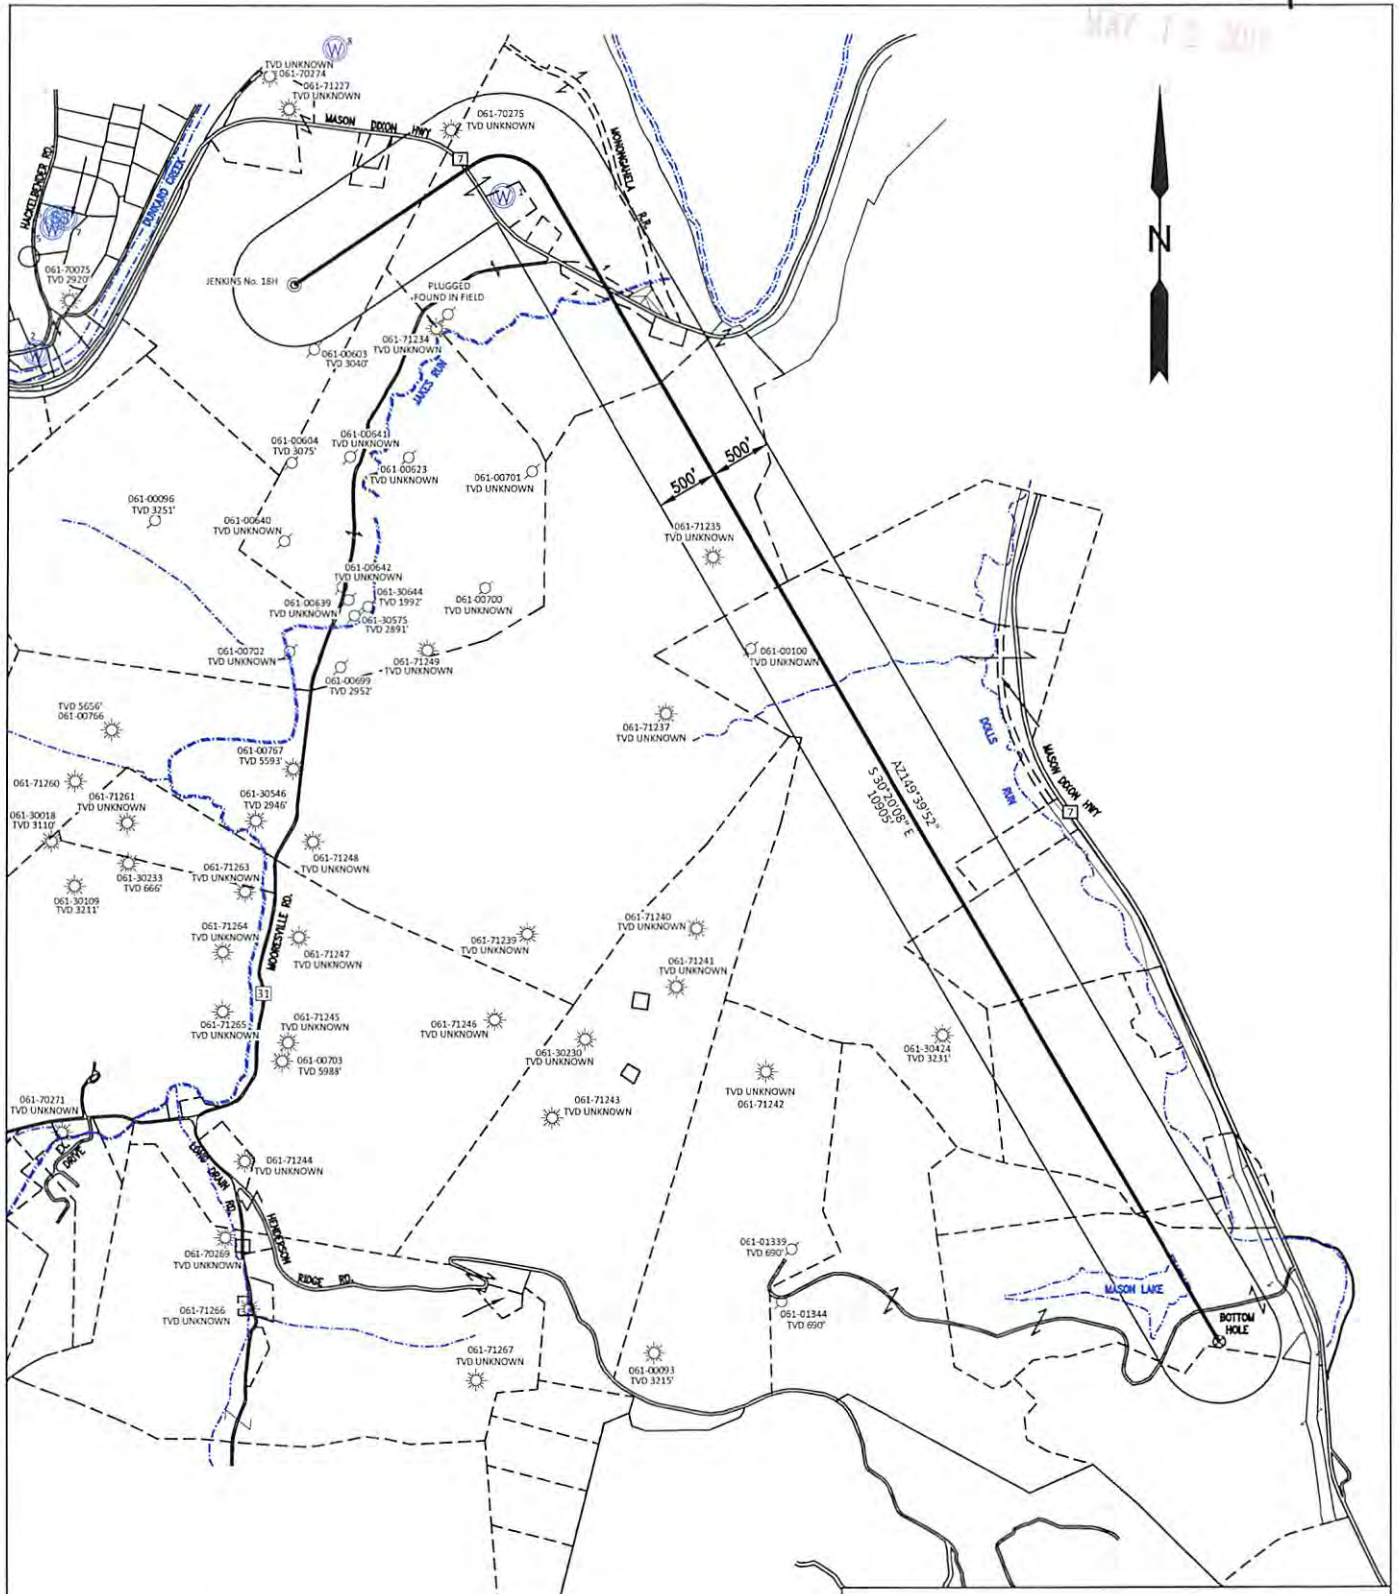 TVD UNKNOWN
061-70274
061-71227
TVD UNKNOWN
MASON DIXON HWY
061-70275
TVD UNKNOWN
7
MONONGAHELA R.R.
HACKELBENDER RD.
DUNKARD CREEK
W
W
W
W
1
N
061-70075
TVD 2920'
JENKINS No. 18H
PLUGGED
FOUND IN FIELD
061-71234
TVD UNKNOWN
061-00603
TVD 3040'
JAKES RUN
061-00604
TVD 3075'
061-00641
TVD UNKNOWN
061-00623
TVD UNKNOWN
061-00701
TVD UNKNOWN
500'
500'
061-00096
TVD 3251'
061-00640
TVD UNKNOWN
061-71235
TVD UNKNOWN
061-00642
TVD UNKNOWN
061-30644
TVD 1992'
061-00639
TVD UNKNOWN
061-30575
TVD 2891'
061-00700
TVD UNKNOWN
061-00702
TVD UNKNOWN
061-71249
TVD UNKNOWN
061-00100
TVD UNKNOWN
061-00699
TVD 2952'
TVD 5656'
061-00766
061-71237
TVD UNKNOWN
DOLLS RUN
MASON DIXON HWY
7
061-00767
TVD 5593'
AZ149°39'52"
S 30°20'08" E
10905'
061-71260
061-71261
TVD UNKNOWN
061-30546
TVD 2946'
061-30018
TVD 3110'
061-71248
TVD UNKNOWN
061-30233
TVD 666'
061-71263
TVD UNKNOWN
061-30109
TVD 3211'
061-71264
TVD UNKNOWN
MOORESVILLE RD.
061-71247
TVD UNKNOWN
061-71239
TVD UNKNOWN
061-71240
TVD UNKNOWN
061-71241
TVD UNKNOWN
31
061-71265
TVD UNKNOWN
061-71245
TVD UNKNOWN
061-71246
TVD UNKNOWN
061-30230
TVD UNKNOWN
061-30424
TVD 3231'
061-00703
TVD 5988'
061-70271
TVD UNKNOWN
061-71243
TVD UNKNOWN
TVD UNKNOWN
061-71242
DRIVE
LONG DRAIN RD.
061-71244
TVD UNKNOWN
HENDERSON
RIDGE RD.
061-70269
TVD UNKNOWN
061-01339
TVD 690'
MASON LAKE
061-71266
TVD UNKNOWN
061-01344
TVD 690'
BOTTOM
HOLE
061-71267
TVD UNKNOWN
061-00093
TVD 3215'